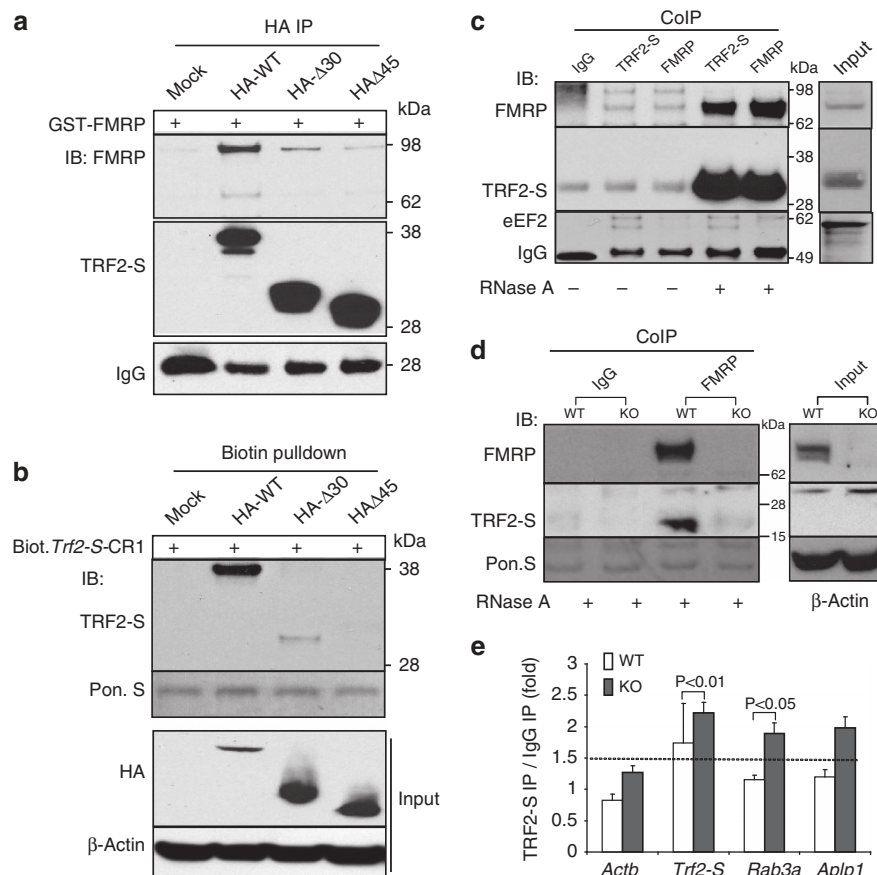 a
HA IP
Mock
HA-WT
HA-Δ30
HAΔ45
kDa
GST-FMRP + + + +
IB: FMRP
98
62
TRF2-S
38
28
IgG
28
b
Biotin pulldown
Mock
HA-WT
HA-Δ30
HAΔ45
kDa
Biot.Trf2-S-CR1 + + + +
IB:
38
TRF2-S
28
Pon. S
HA
Input
β-Actin
c
CoIP
IgG
TRF2-S
FMRP
TRF2-S
FMRP
kDa
Input
IB:
98
FMRP
62
38
TRF2-S
28
eEF2
62
IgG
49
RNase A − − − + +
d
CoIP
IgG
FMRP
Input
WT KO WT KO WT KO
IB:
kDa
FMRP
62
28
TRF2-S
15
Pon.S
RNase A + + + +
β-Actin
e
TRF2-S IP / IgG IP (fold)
3
2.5
2
1.5
1
0.5
0
WT
KO
P<0.01
P<0.05
Actb Trf2-S Rab3a Aplp1